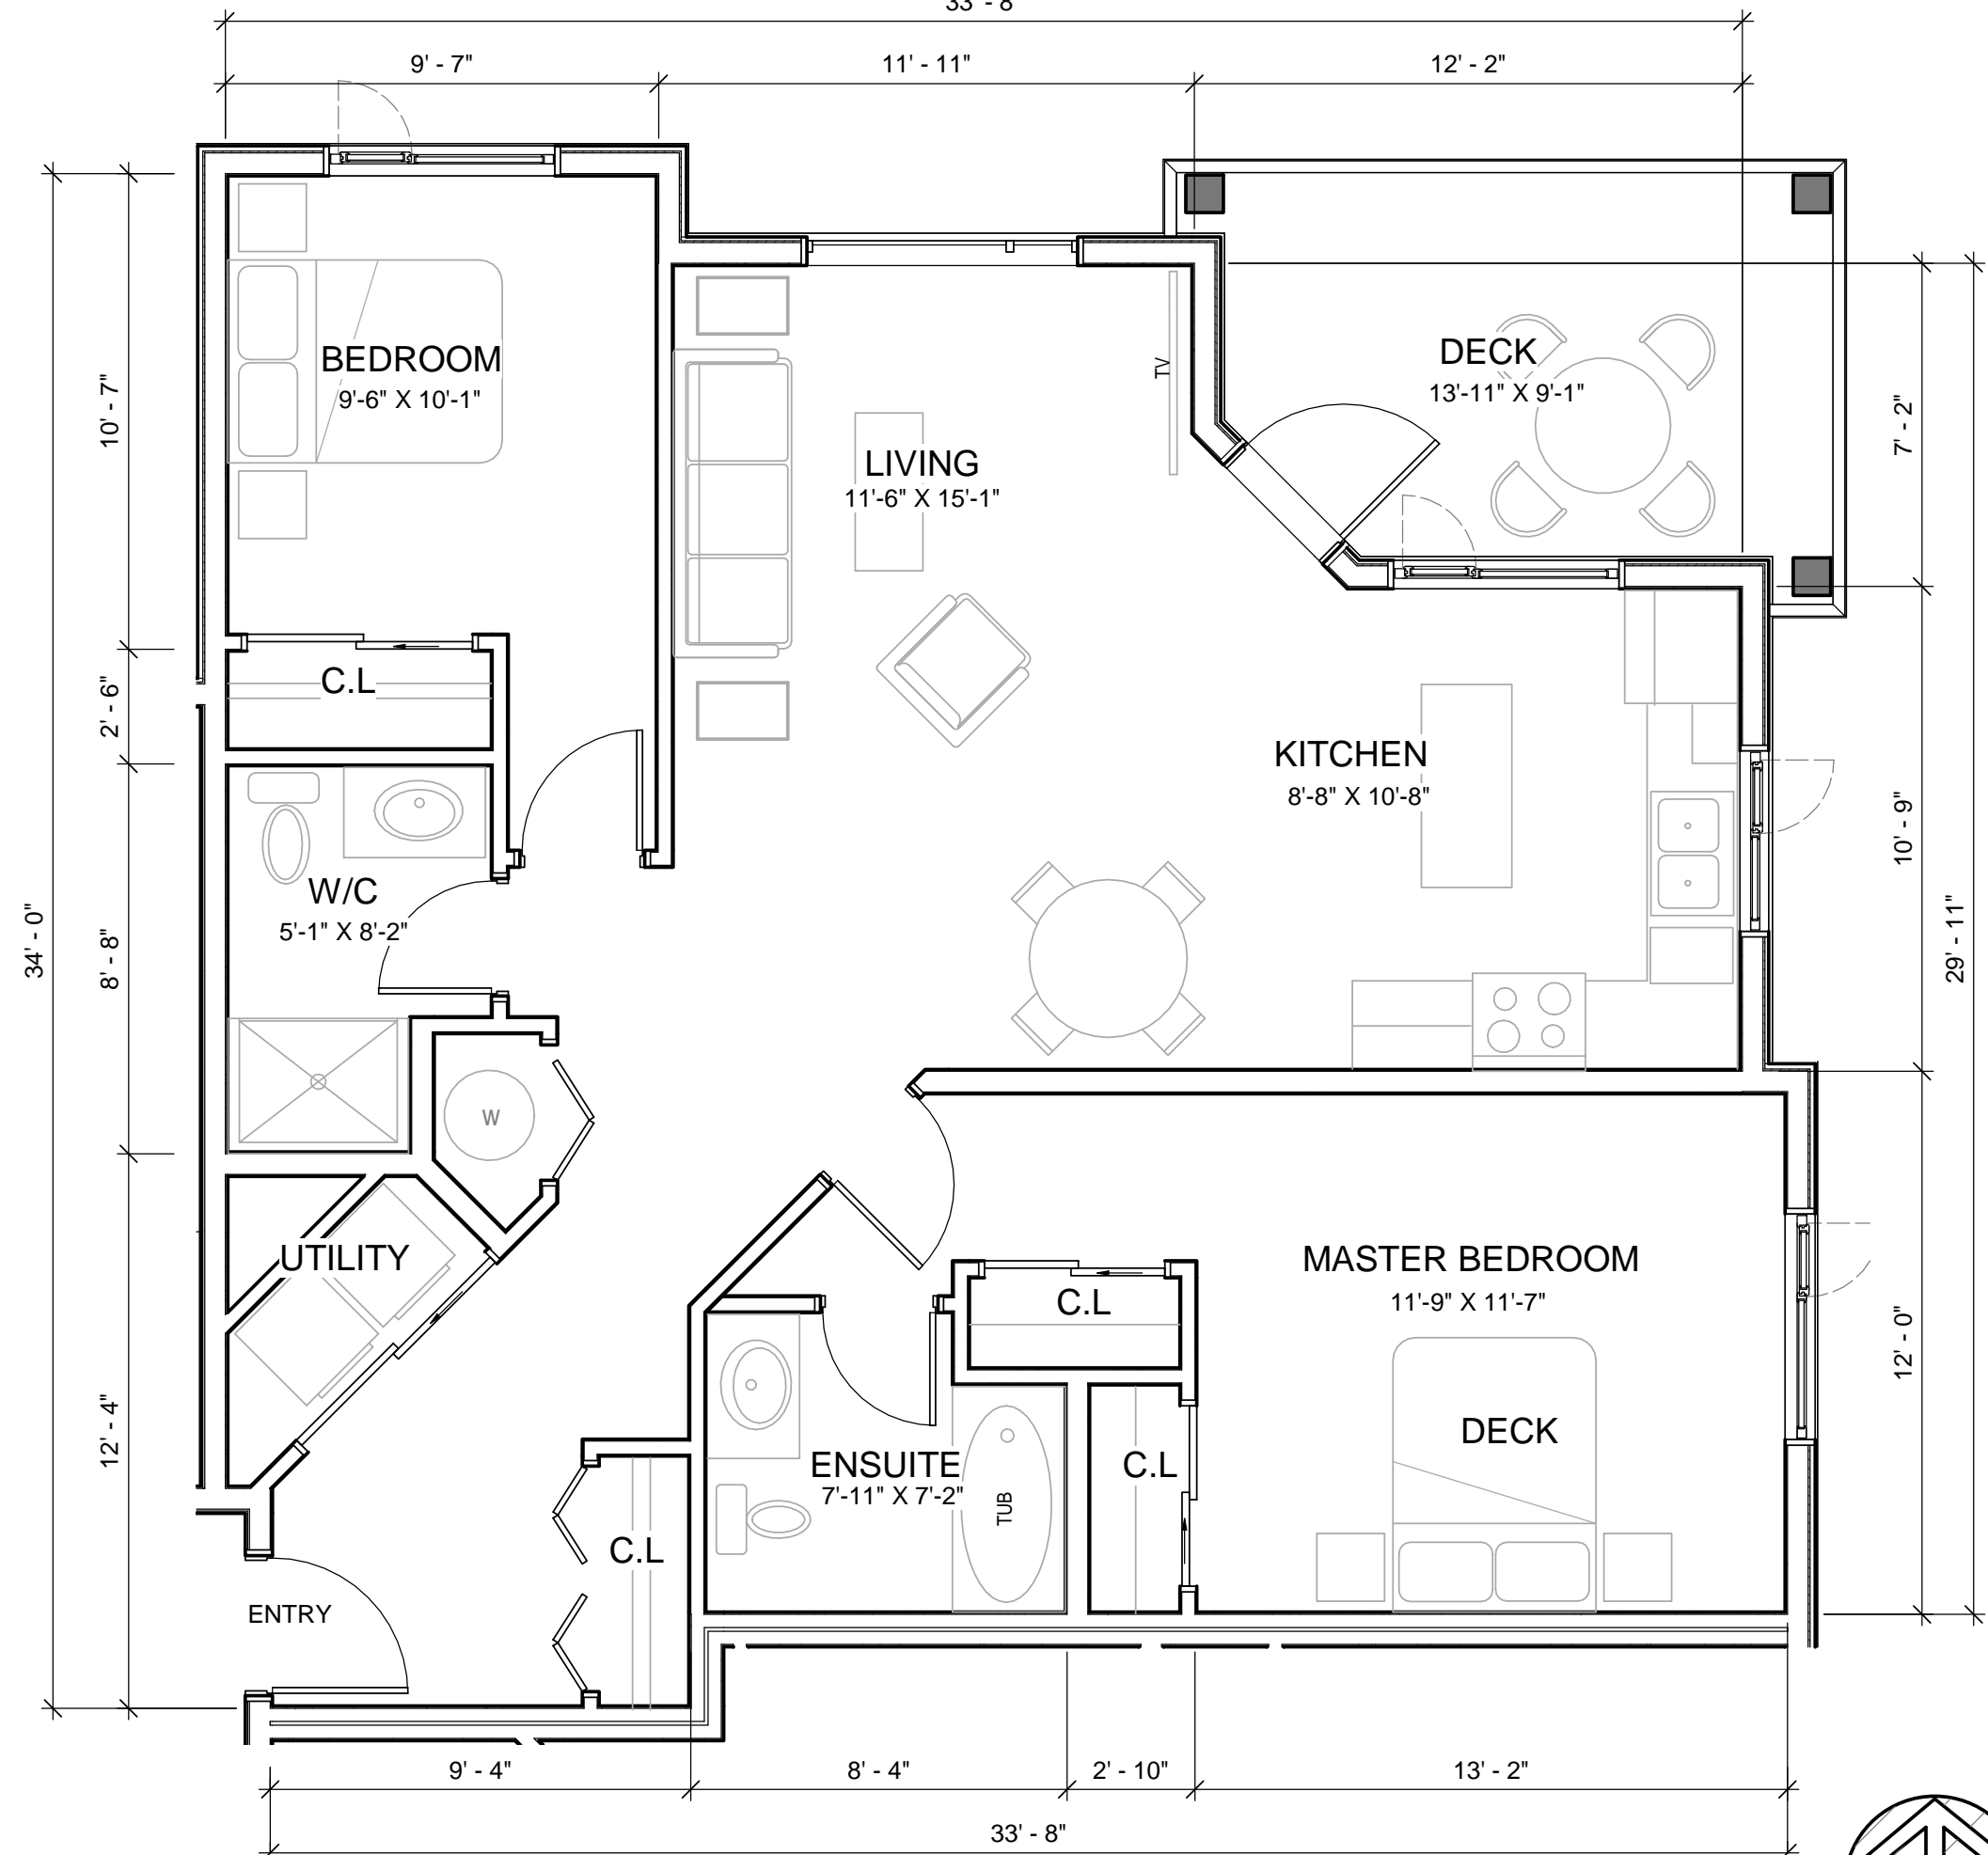 33' - 8"
9' - 7"
11' - 11"
12' - 2"
BEDROOM
9'-6" X 10'-1"
DECK
13'-11" X 9'-1"
TV
LIVING
11'-6" X 15'-1"
10' - 7"
7' - 2"
C.L
2' - 6"
KITCHEN
8'-8" X 10'-8"
10' - 9"
W/C
5'-1" X 8'-2"
34' - 0"
8' - 8"
29' - 11"
W
UTILITY
MASTER BEDROOM
11'-9" X 11'-7"
C.L
12' - 0"
12' - 4"
DECK
ENSUITE
7'-11" X 7'-2"
TUB
C.L
C.L
ENTRY
9' - 4"
8' - 4"
2' - 10"
13' - 2"
33' - 8"